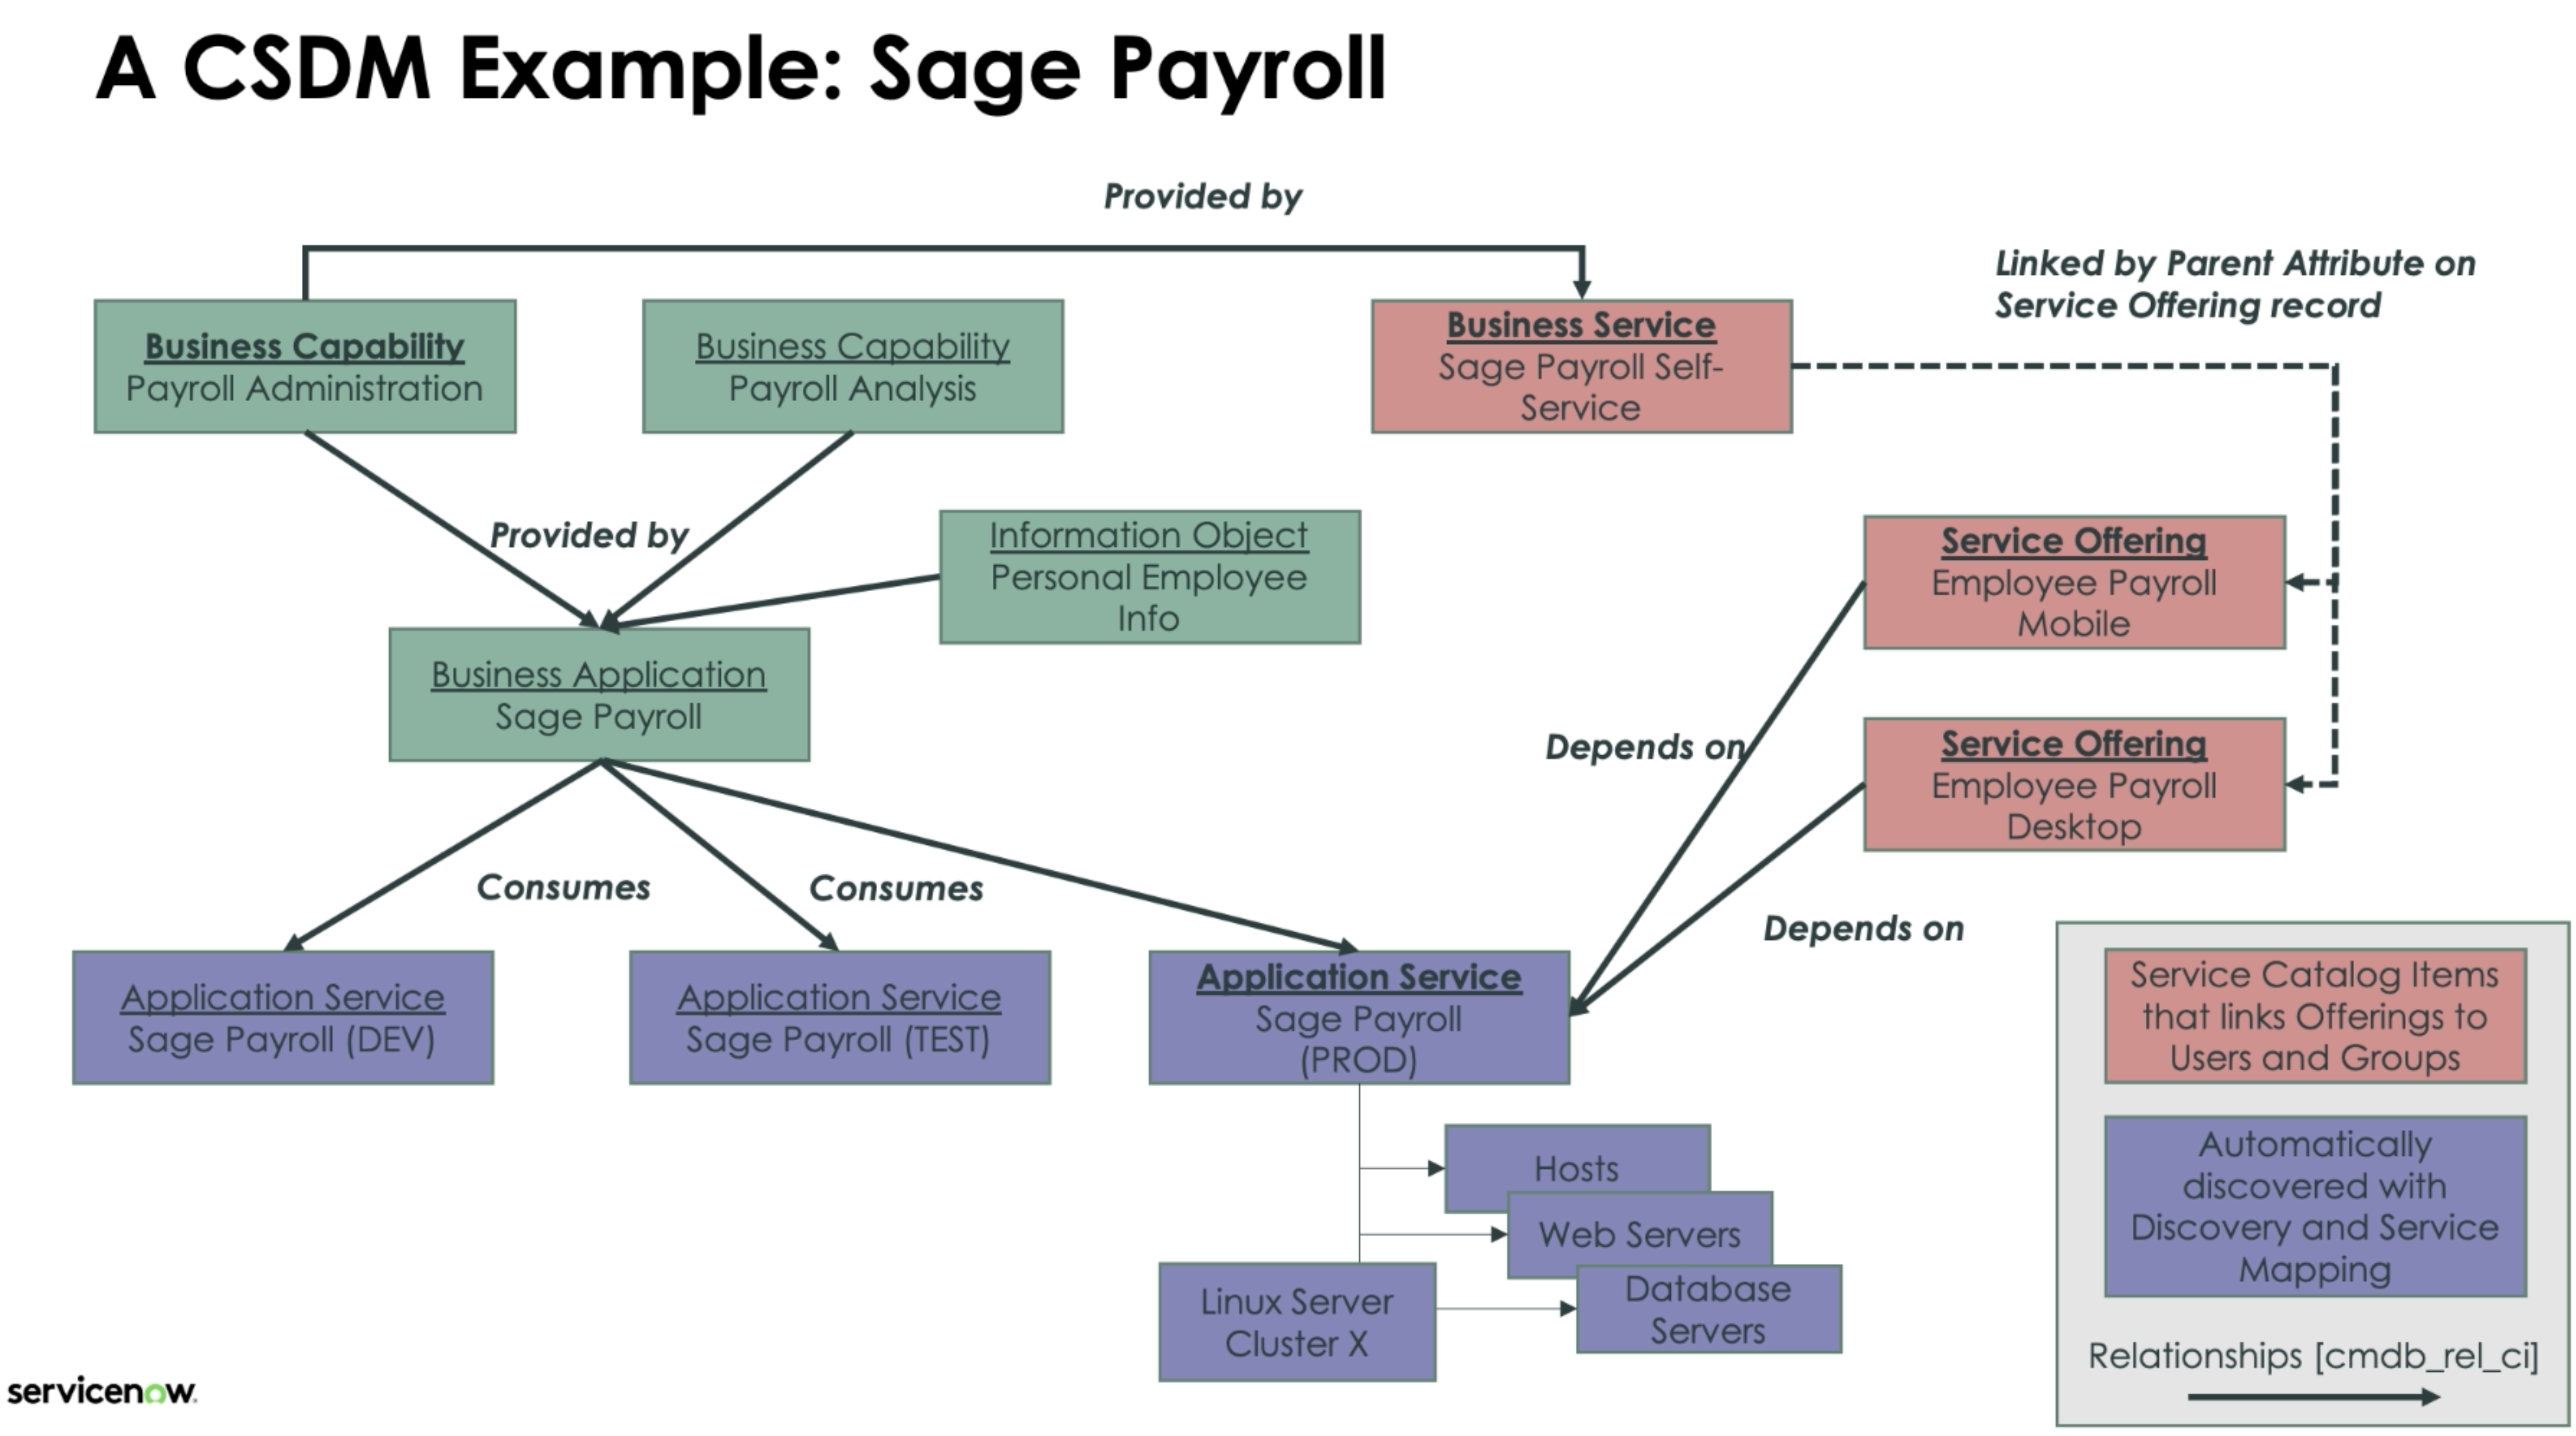 A CSDM Example: Sage Payroll
Provided by
Linked by Parent Attribute on
Service Offering record
Business Capability
Payroll Administration
Business Capability
Payroll Analysis
Business Service
Sage Payroll Self-
Service
Provided by
Information Object
Personal Employee
Info
Service Offering
Employee Payroll
Mobile
Business Application
Sage Payroll
Depends on
Service Offering
Employee Payroll
Desktop
Consumes
Consumes
Depends on
Application Service
Sage Payroll (DEV)
Application Service
Sage Payroll (TEST)
Application Service
Sage Payroll
(PROD)
Hosts
Web Servers
Linux Server
Cluster X
Database
Servers
Service Catalog Items
that links Offerings to
Users and Groups
Automatically
discovered with
Discovery and Service
Mapping
Relationships [cmdb_rel_ci]
servicenow